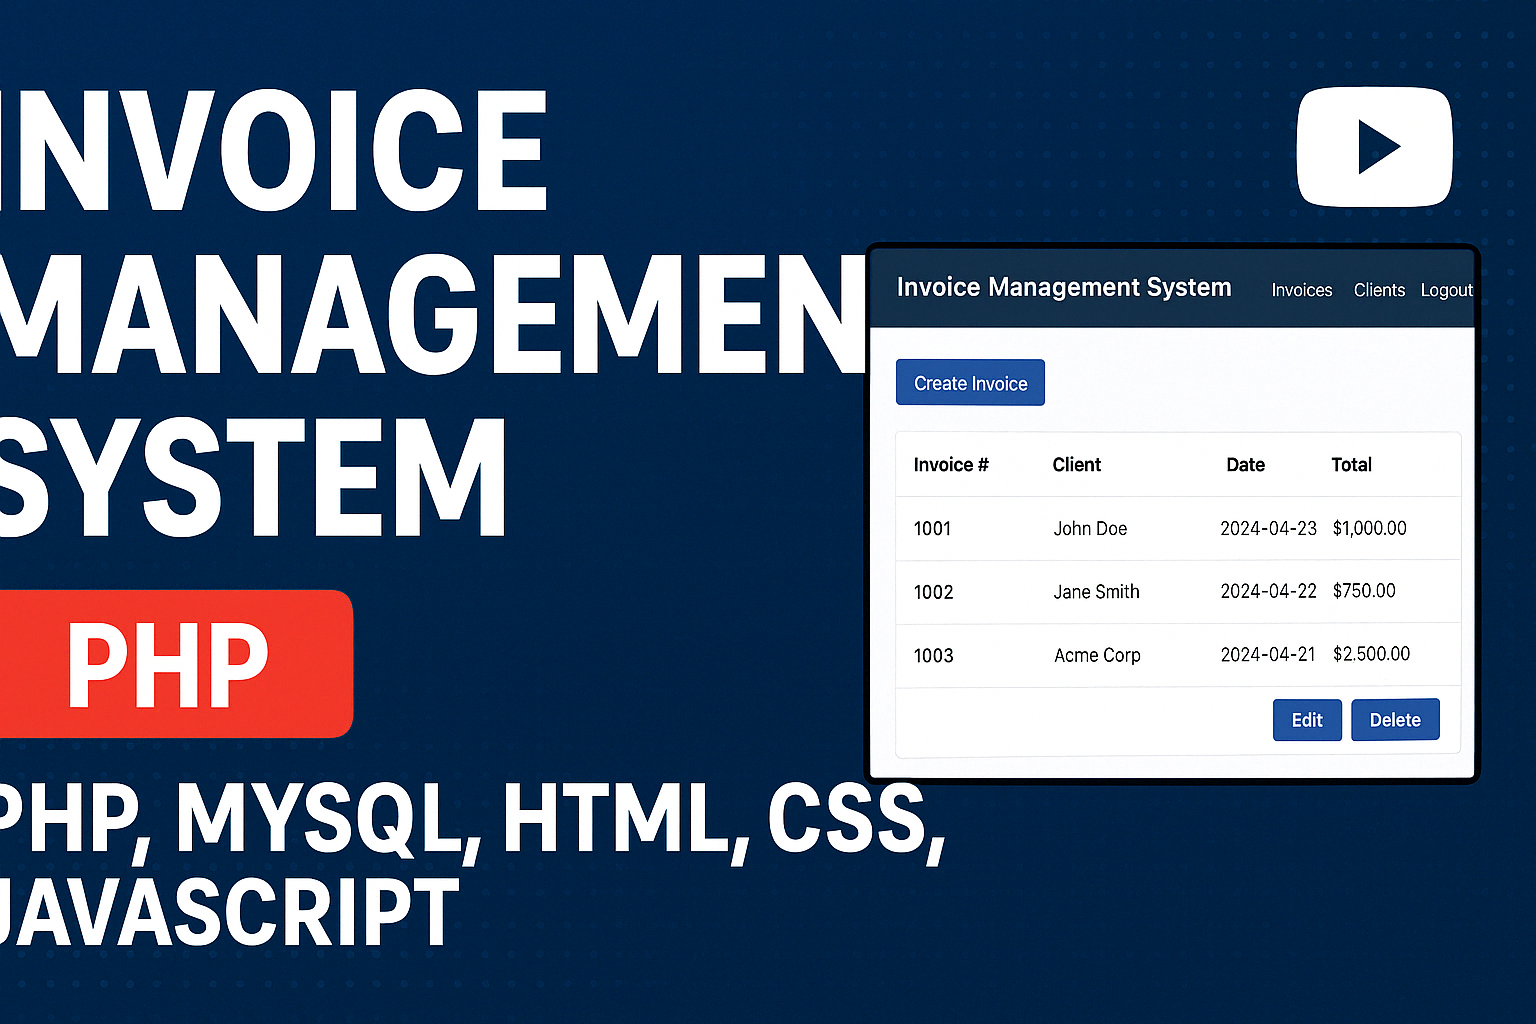 INVOICE
MANAGEMEN
SYSTEM
PHP
PHP, MYSQL, HTML, CSS,
JAVASCRIPT
Invoice Management System Invoices Clients Logout
Create Invoice
Invoice # Client Date Total
1001 John Doe 2024-04-23 $1,000.00
1002 Jane Smith 2024-04-22 $750.00
1003 Acme Corp 2024-04-21 $2.500.00
Edit Delete